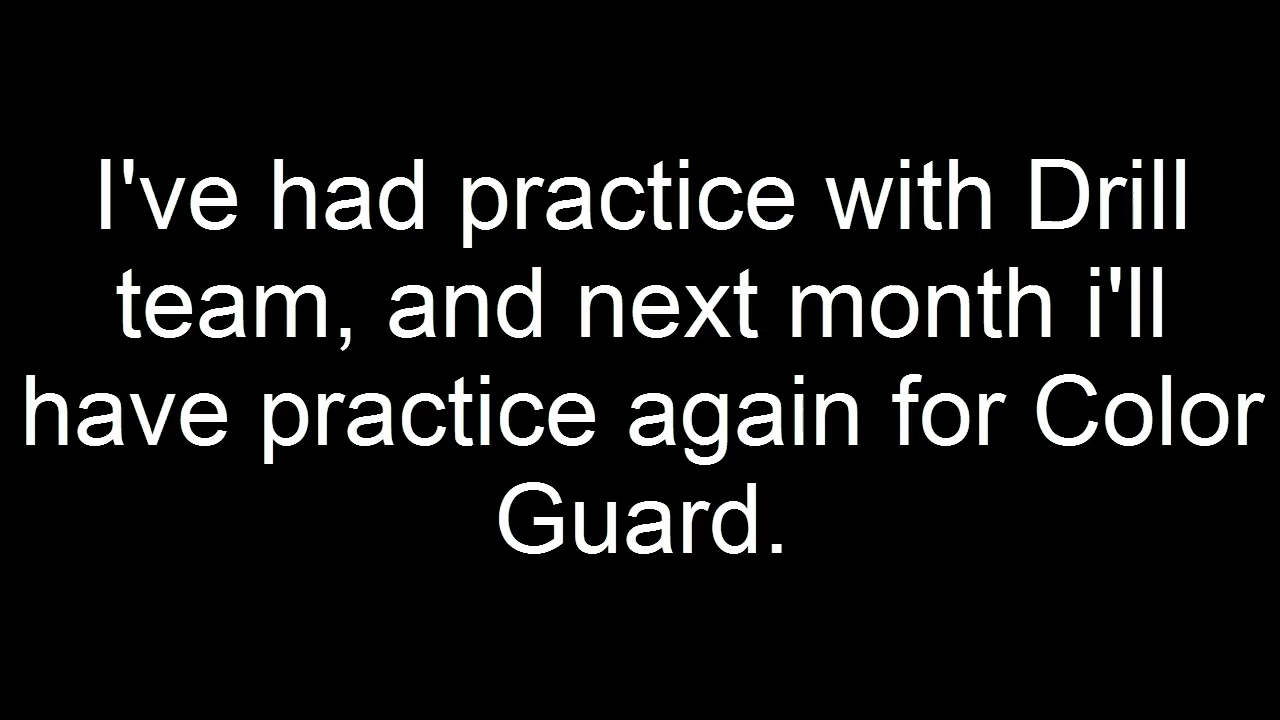 I've had practice with Drill
team, and next month i'll
have practice again for Color
Guard.